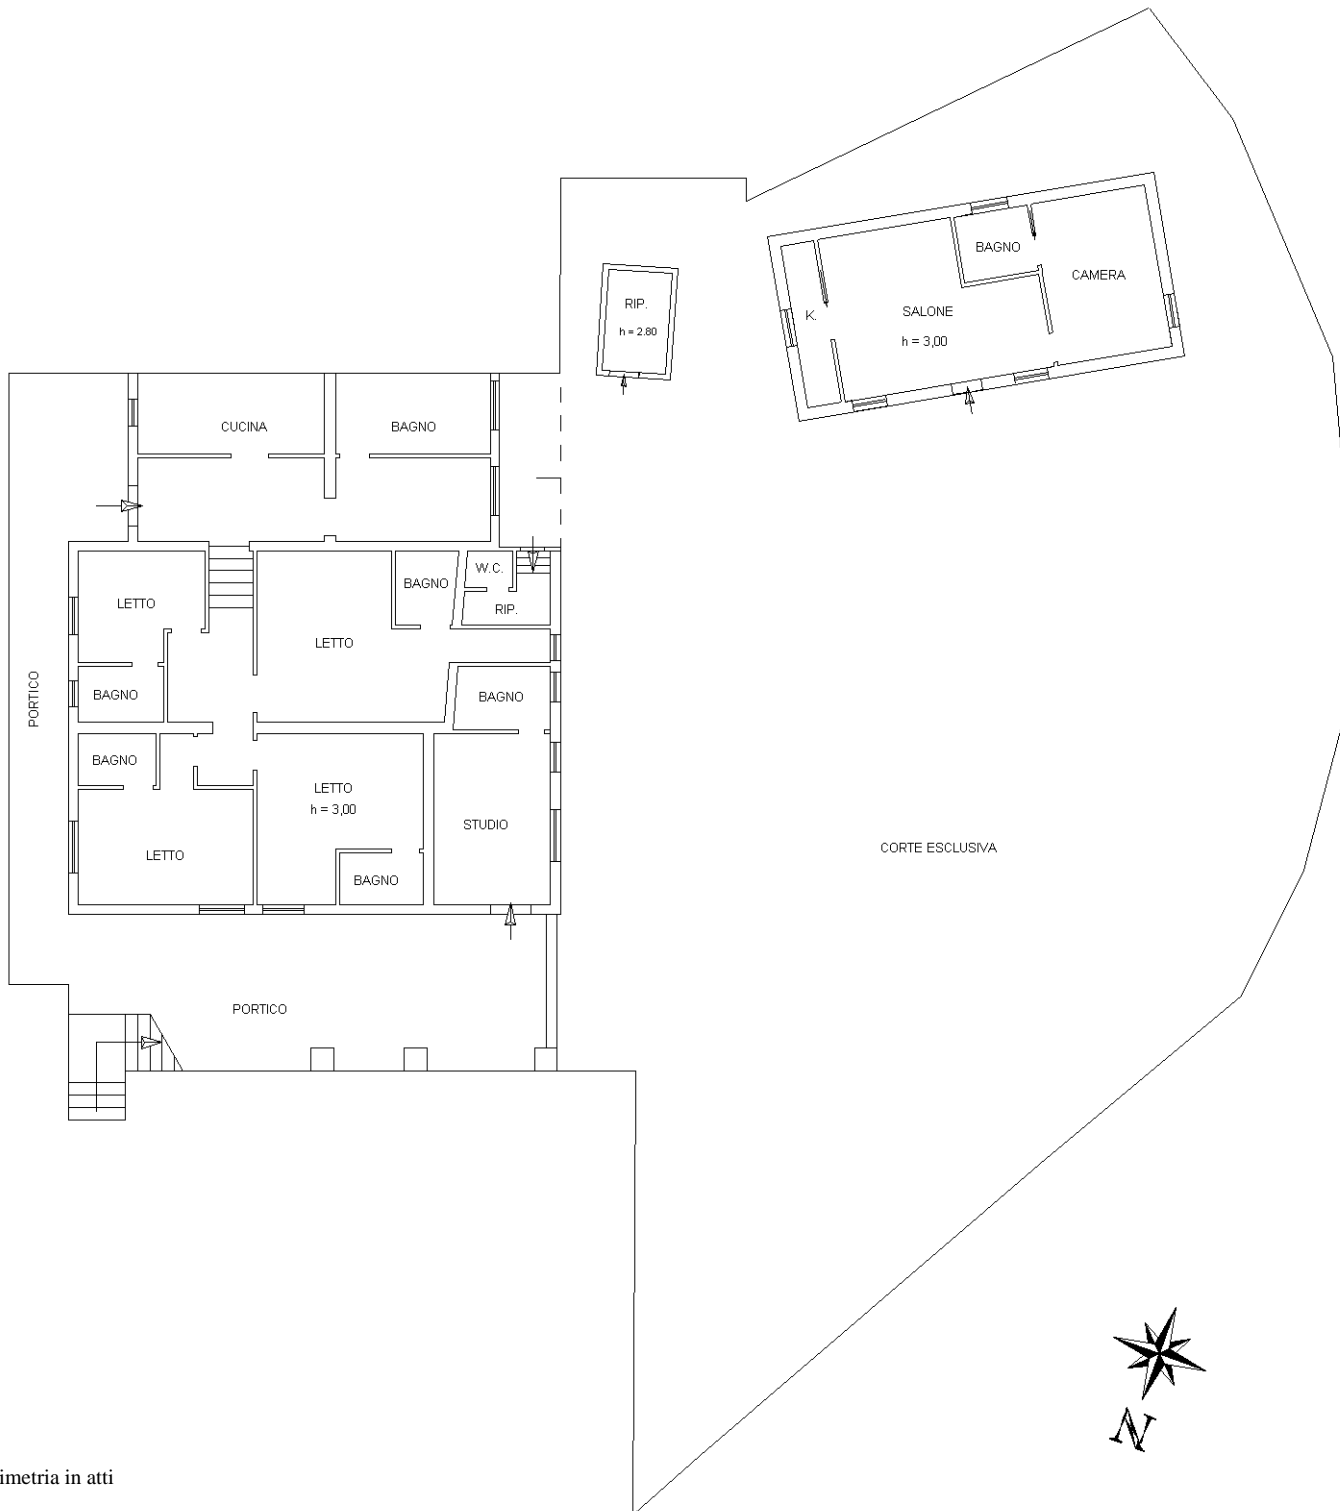 BAGNO
CAMERA
RIP.
h = 2.80
K.
SALONE
h = 3,00
CUCINA
BAGNO
W.C.
BAGNO
LETTO
RIP.
LETTO
PORTICO
BAGNO
BAGNO
BAGNO
LETTO
h = 3,00
STUDIO
LETTO
BAGNO
CORTE ESCLUSIVA
PORTICO
N
imetria in atti